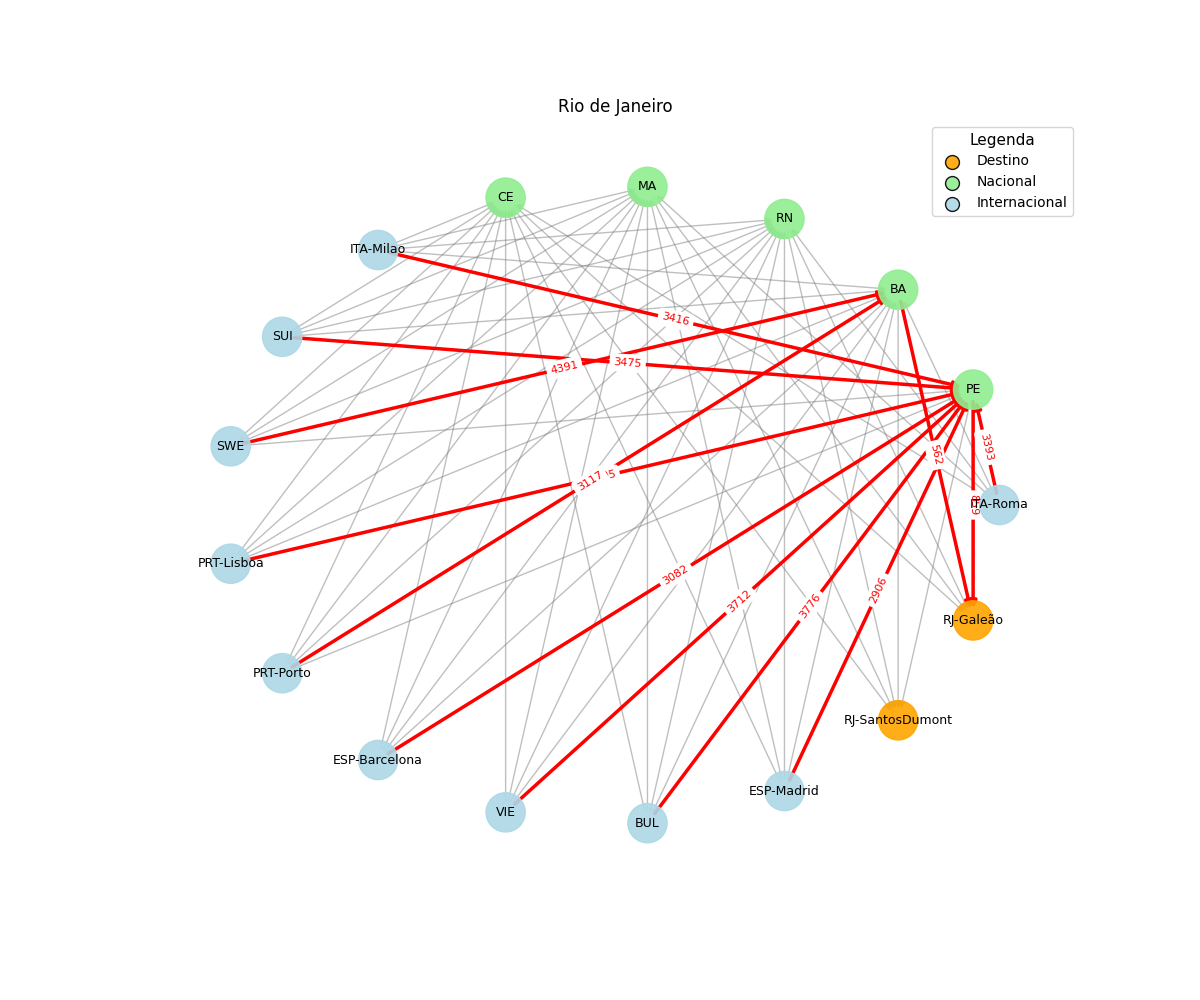 Rio de Janeiro
Legenda
Destino
Nacional
Internacional
MA
CE
RN
ITA-Milao
BA
3416
SUI
3475
4391
PE
SWE
3393
562
3117
ITA-Roma
PRT-Lisboa
3082
2906
3712
3776
RJ-Galeão
PRT-Porto
RJ-SantosDumont
ESP-Barcelona
ESP-Madrid
VIE
BUL